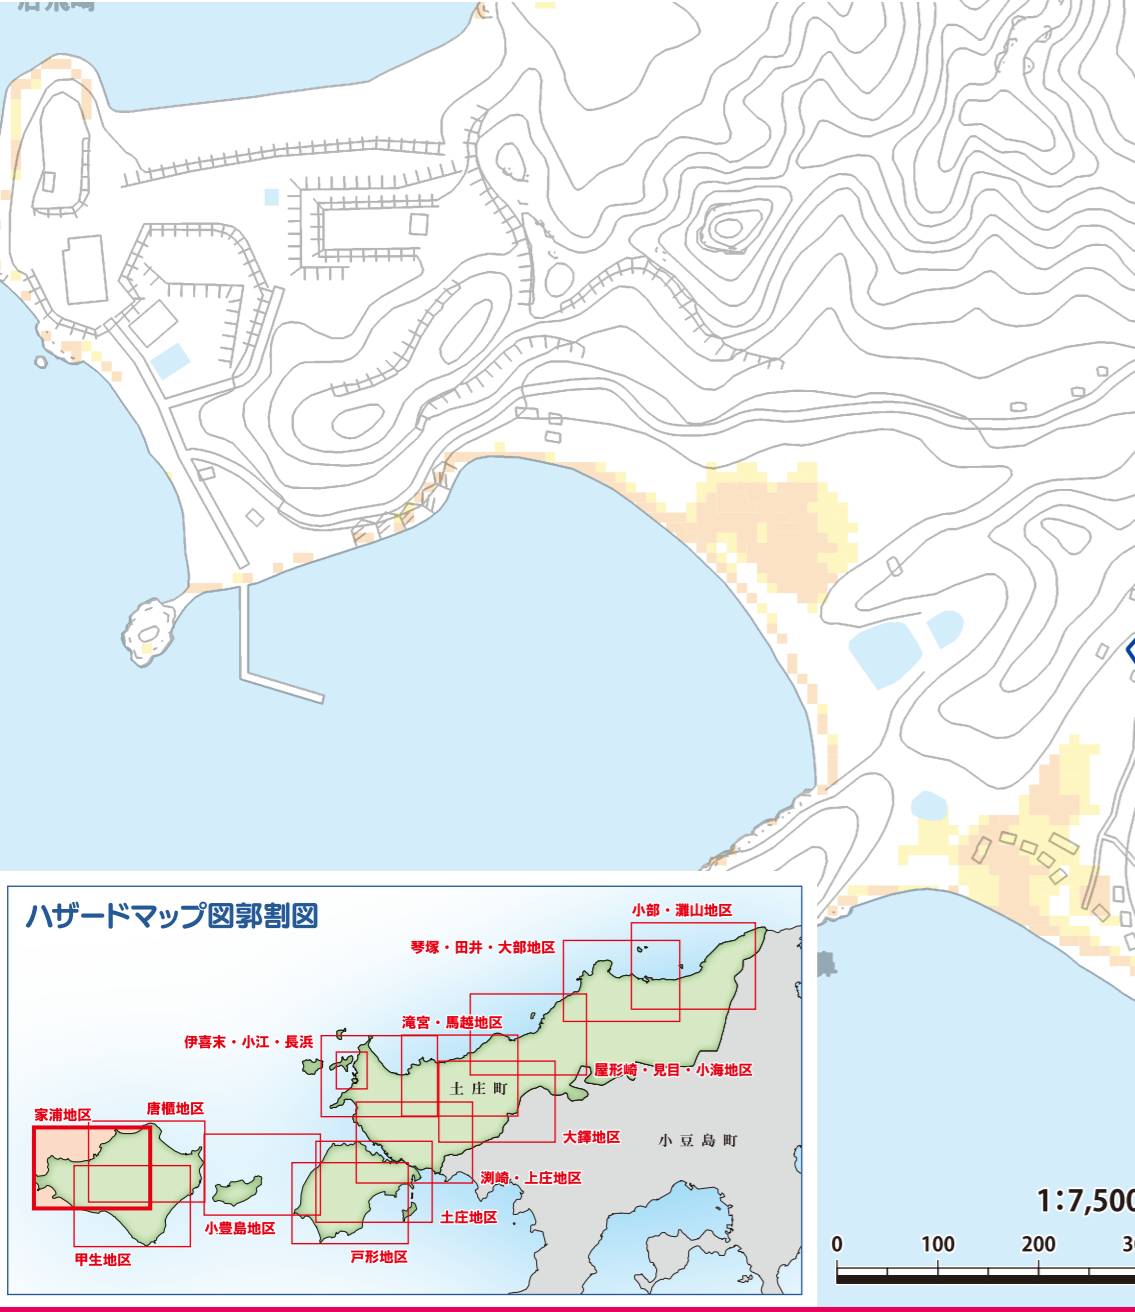 ハザードマップ図郭割図
小部・灘山地区
琴塚・田井・大部地区
滝宮・馬越地区
伊喜末・小江・長浜
屋形崎・見目・小海地区
土庄町
家浦地区
唐櫃地区
大鐸地区
小豆島町
渕崎・上庄地区
土庄地区
小豊島地区
戸形地区
甲生地区
1:7,500
0 100 200